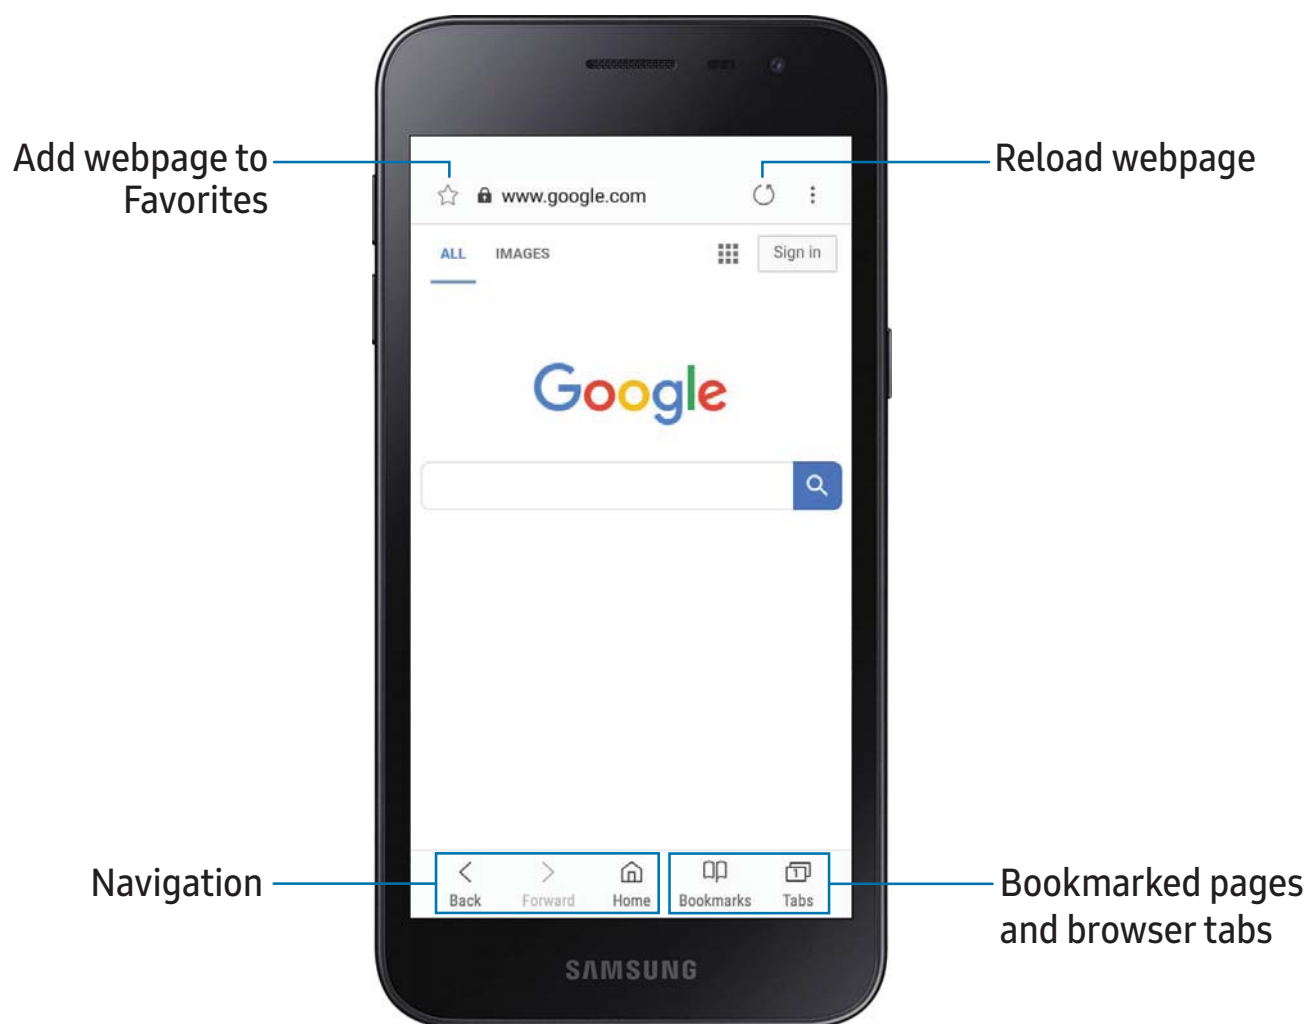 Add webpage to
Favorites
Reload webpage
www.google.com
ALL IMAGES Sign in
Google
Navigation
Back Forward Home Bookmarks 1 Tabs
Bookmarked pages
and browser tabs
SAMSUNG